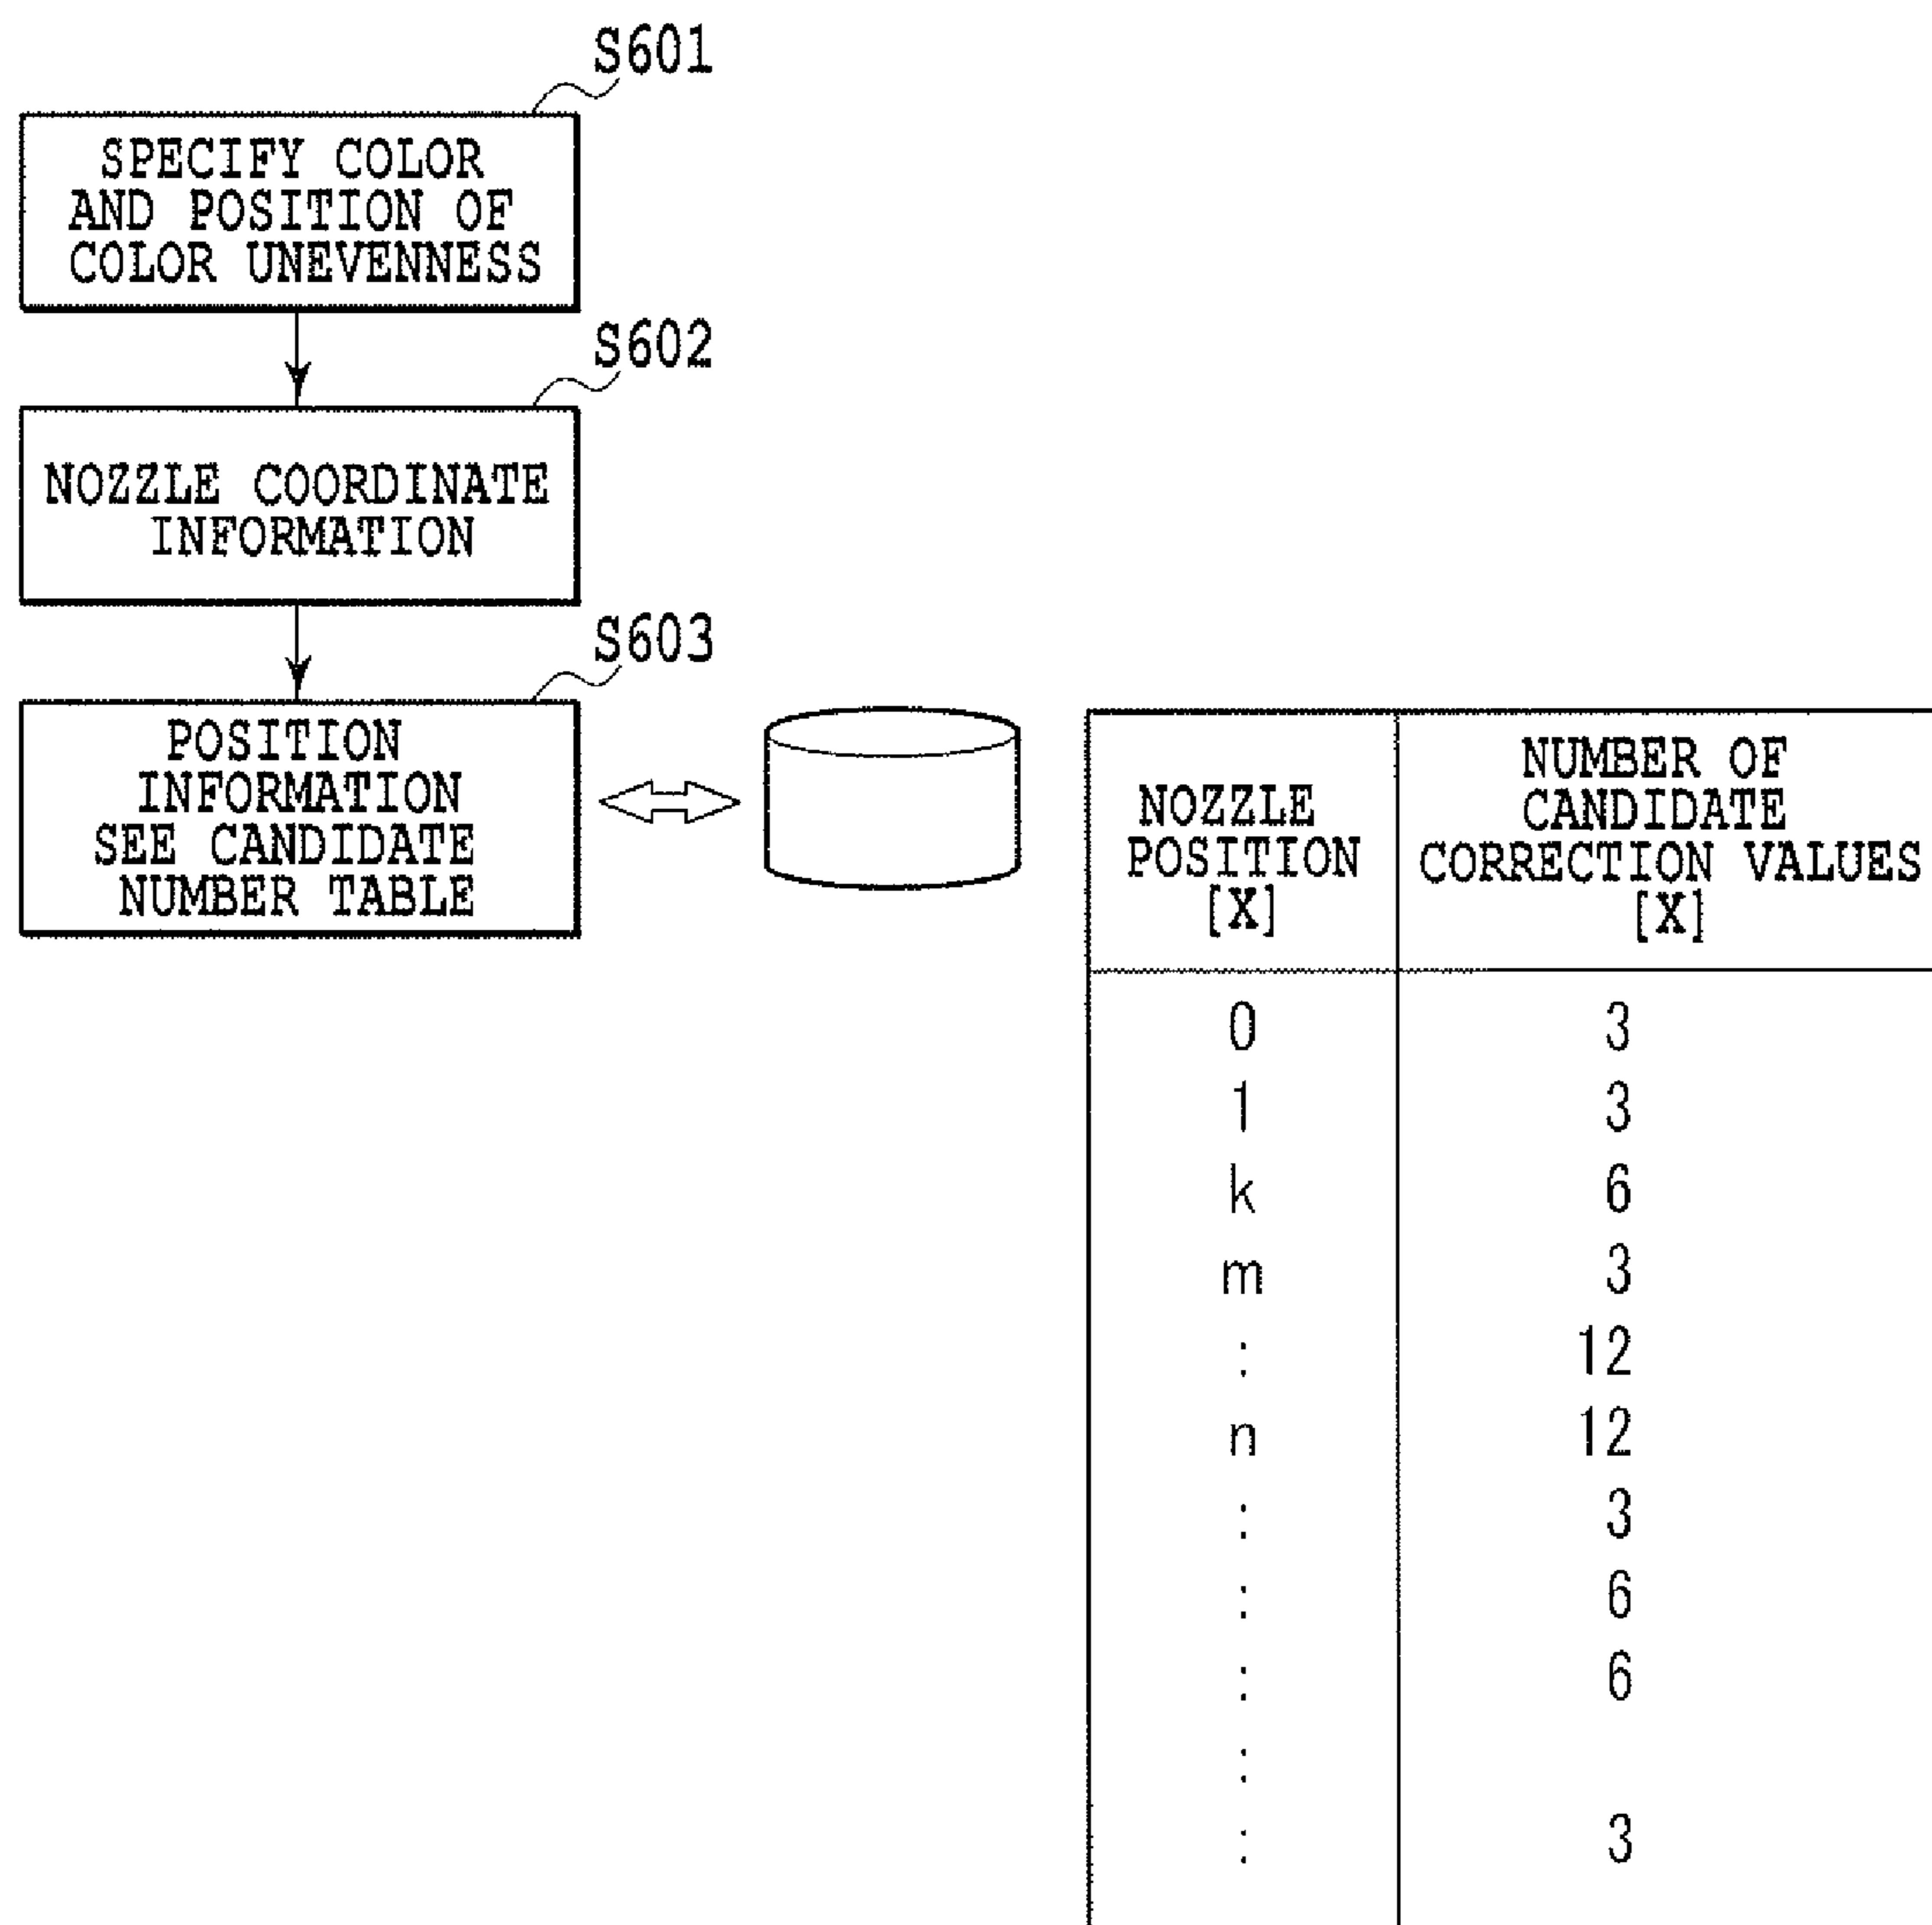 S601
SPECIFY COLOR
AND POSITION OF
COLOR UNEVENNESS
S602
NOZZLE COORDINATE
INFORMATION
S603
POSITION
INFORMATION
SEE CANDIDATE
NUMBER TABLE
NOZZLE
POSITION
[X]
NUMBER OF
CANDIDATE
CORRECTION VALUES
[X]
0 3
1 3
k 6
m 3
: 12
n 12
: 3
: 6
: 6
:
: 3